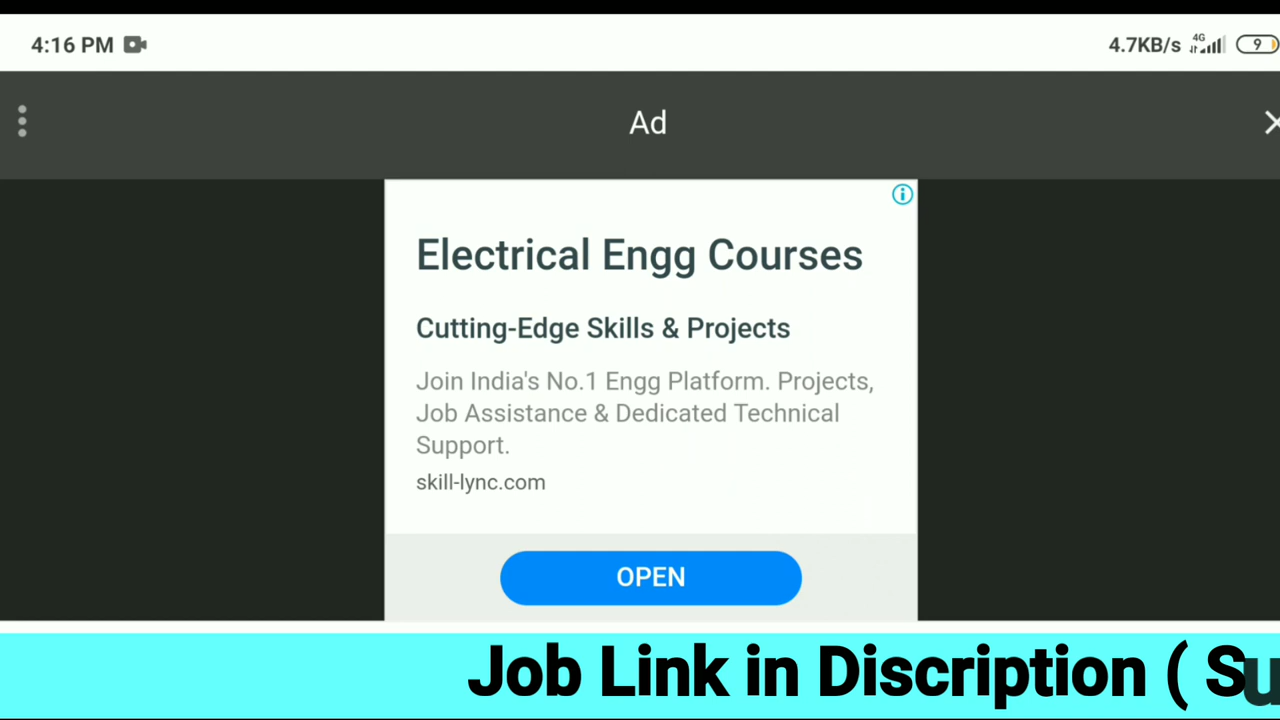 4:16 PM
4.7KB/s 4G 9
Ad
Electrical Engg Courses
Cutting-Edge Skills & Projects
Join India's No.1 Engg Platform. Projects,
Job Assistance & Dedicated Technical
Support.
skill-lync.com
OPEN
Job Link in Discription ( Su